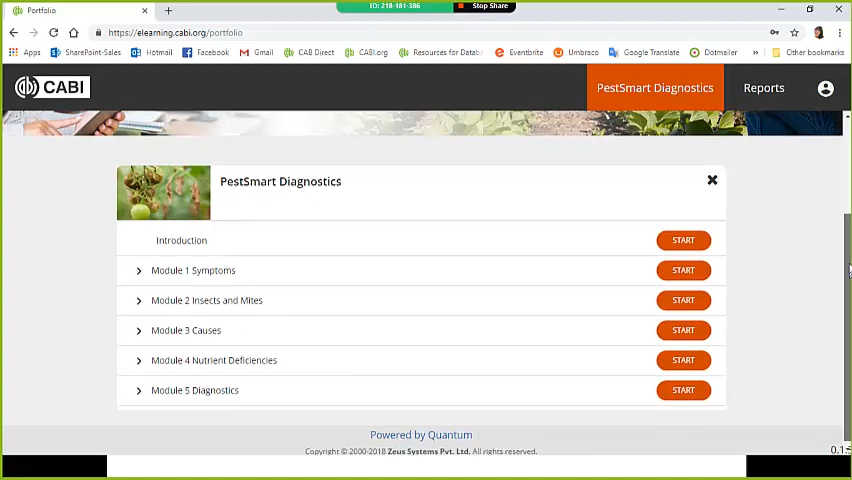 ID: 218-181-386 Stop Share
Portfolio
https://elearning.cabi.org/portfolio
Apps SharePoint-Sales Hotmail Facebook Gmail CAB Direct CABI.org Resources for Datab Eventbrite Umbraco Google Translate Dotmailer » Other bookmarks
CABI PestSmart Diagnostics Reports
PestSmart Diagnostics
Introduction START
Module 1 Symptoms START
Module 2 Insects and Mites START
Module 3 Causes START
Module 4 Nutrient Deficiencies START
Module 5 Diagnostics START
Powered by Quantum
Copyright © 2000-2018 Zeus Systems Pvt. Ltd. All rights reserved.